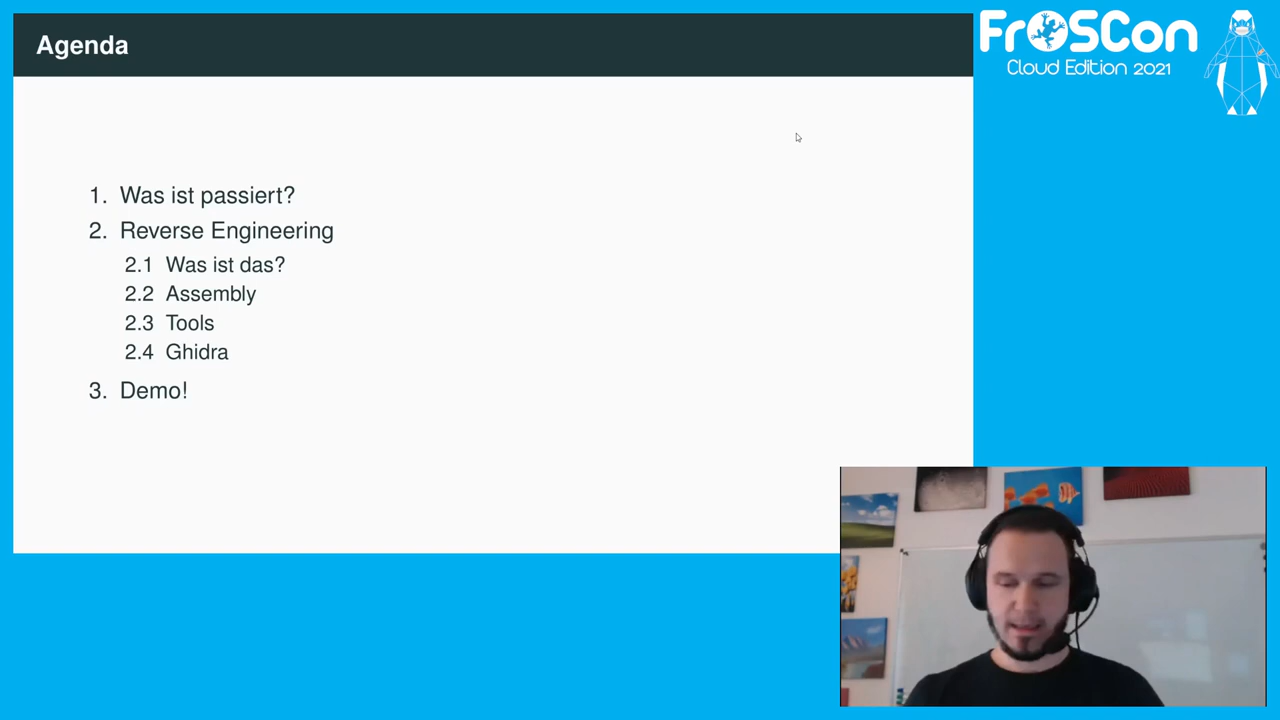 Agenda
FrOSCon
Cloud Edition 2021
1. Was ist passiert?
2. Reverse Engineering
2.1 Was ist das?
2.2 Assembly
2.3 Tools
2.4 Ghidra
3. Demo!